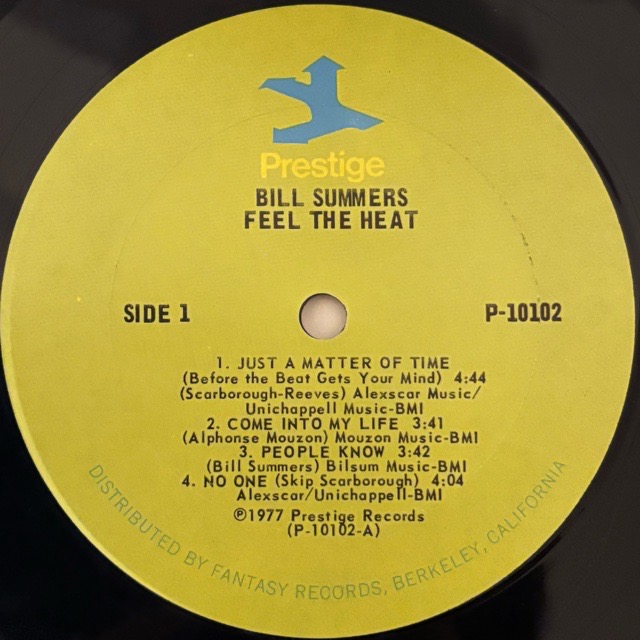 Prestige
BILL SUMMERS
FEEL THE HEAT
SIDE 1
P-10102
1. JUST A MATTER OF TIME
(Before the Beat Gets Your Mind) 4:44
(Scarborough-Reeves) Alexscar Music/
Unichappell Music-BMI
2. COME INTO MY LIFE 3:41
(Alphonse Mouzon) Mouzon Music-BMI
3. PEOPLE KNOW 3:42
(Bill Summers) Bilsum Music-BMI
4. NO ONE (Skip Scarborough) 4:04
Alexscar/Unichappell-BMI
℗1977 Prestige Records
(P-10102-A)
DISTRIBUTED BY FANTASY RECORDS, BERKELEY, CALIFORNIA